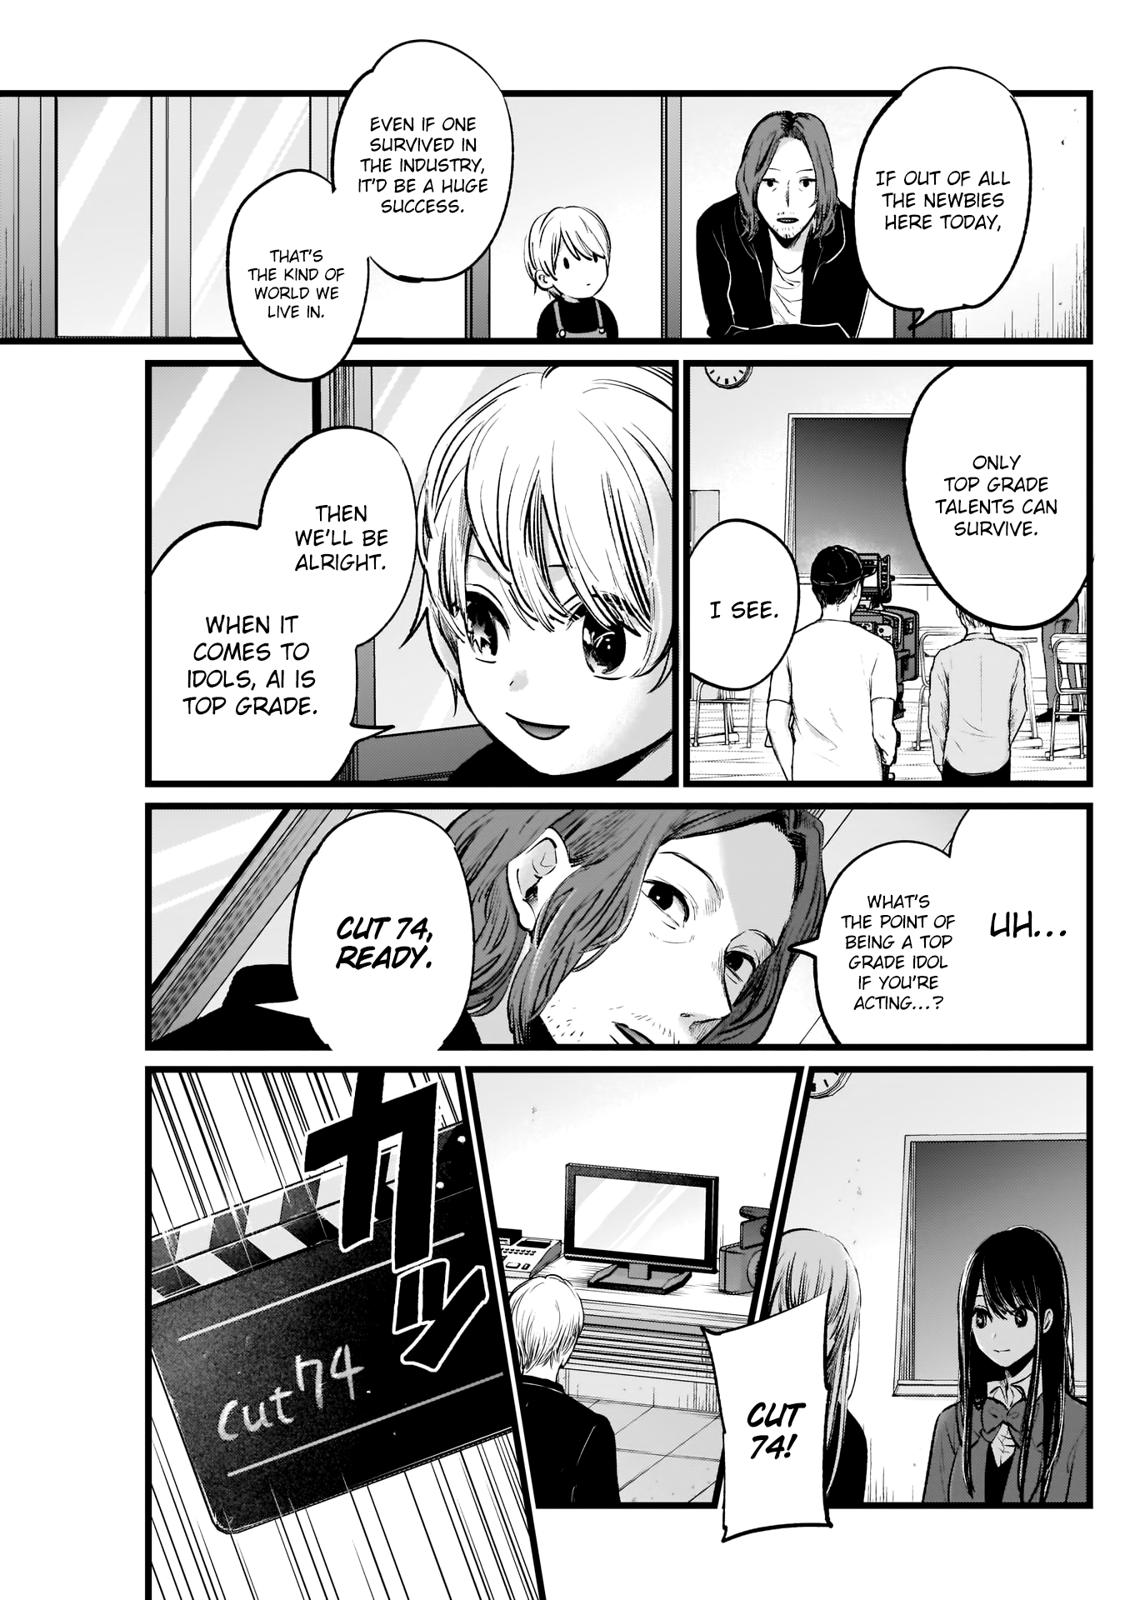 IF OUT OF ALL
THE NEWBIES
HERE TODAY,
EVEN IF ONE
SURVIVED IN
THE INDUSTRY,
IT'D BE A HUGE
SUCCESS.
THAT'S
THE KIND OF
WORLD WE
LIVE IN.
ONLY
TOP GRADE
TALENTS CAN
SURVIVE.
I SEE.
THEN
WE'LL BE
ALRIGHT.
WHEN IT
COMES TO
IDOLS, AI IS
TOP GRADE.
UH...
WHAT'S
THE POINT OF
BEING A TOP
GRADE IDOL
IF YOU'RE
ACTING...?
CUT 74,
READY.
CUT
74!
カカッ
cut74